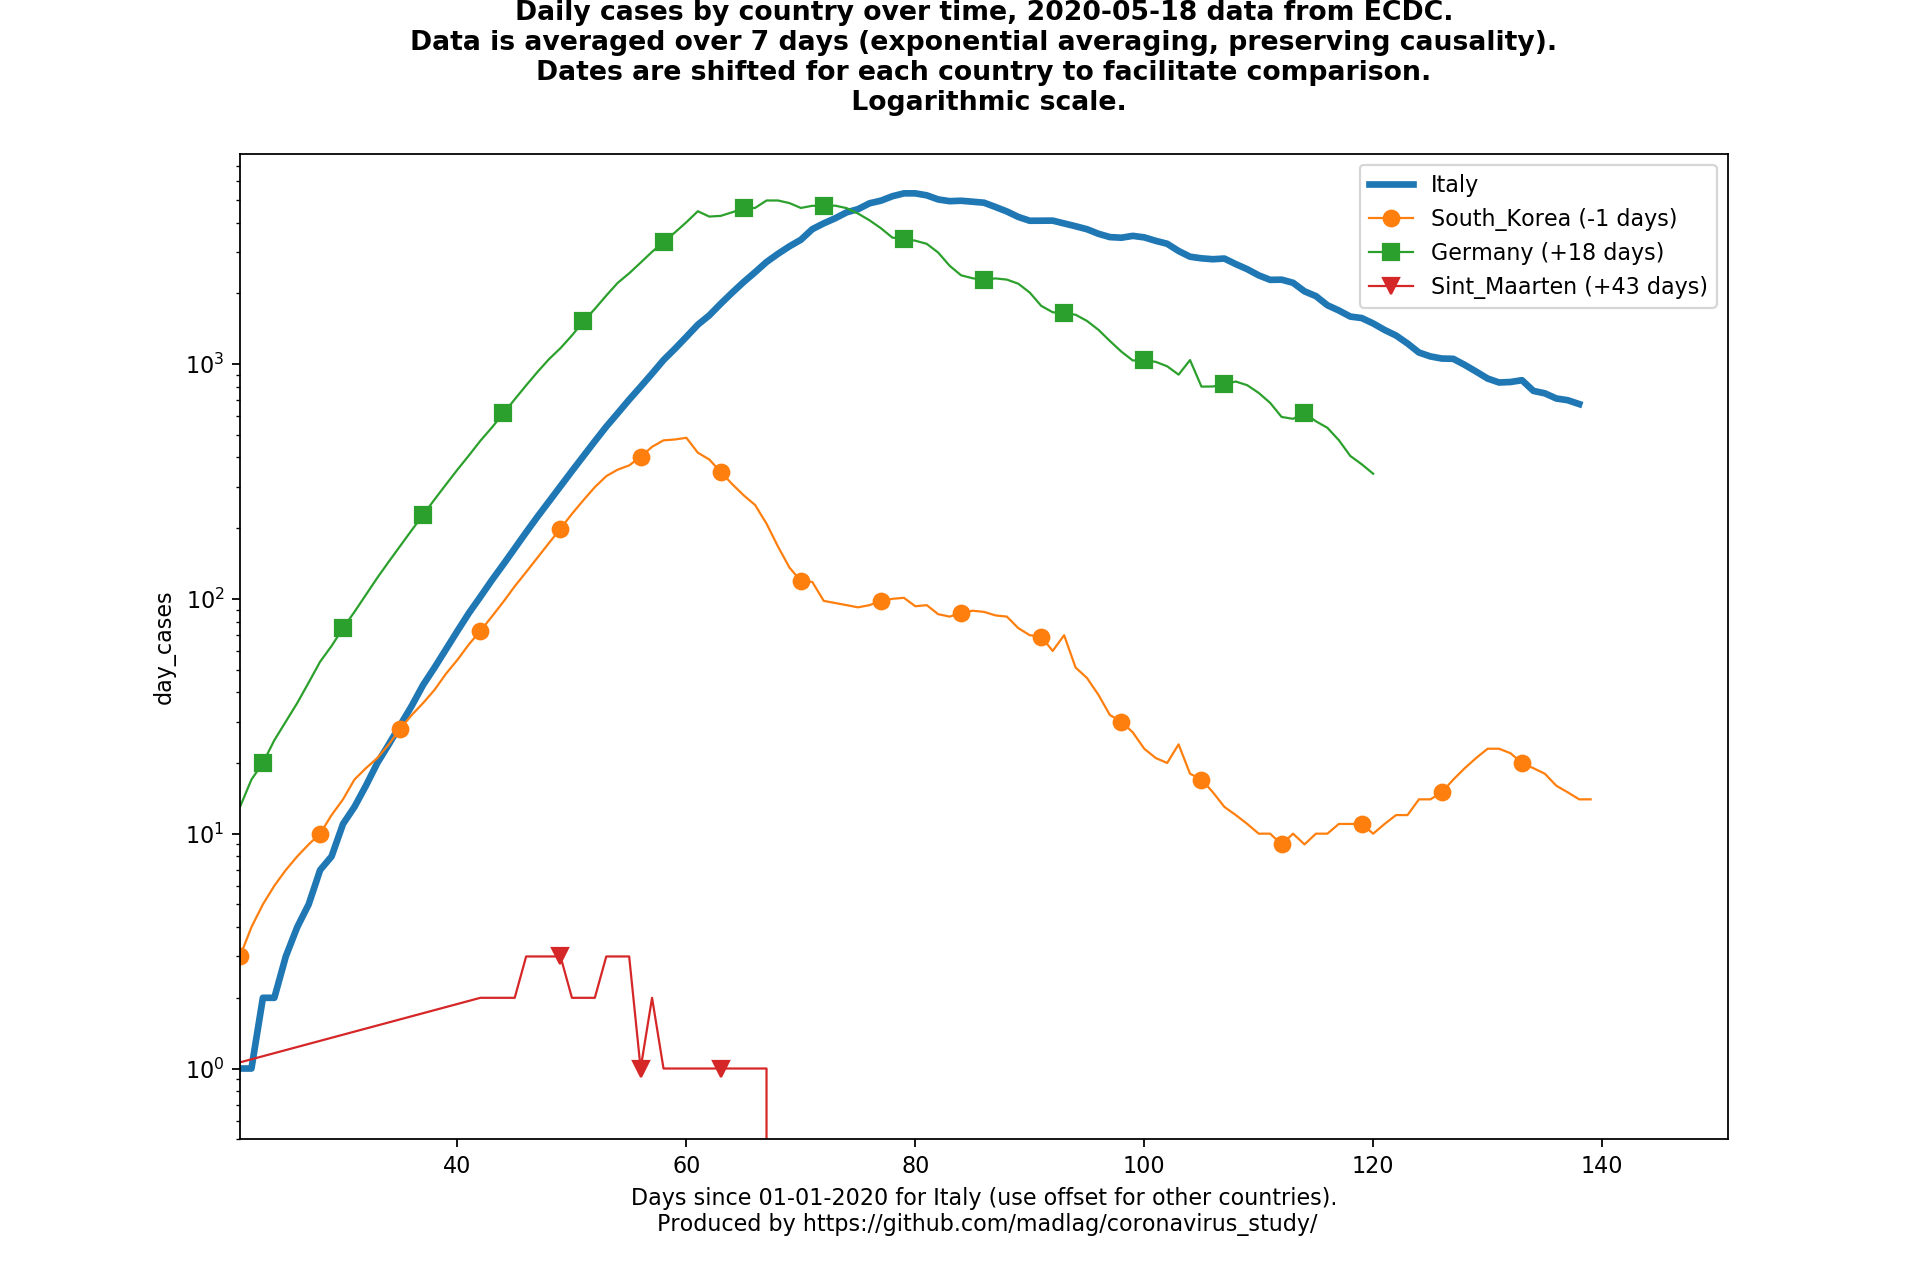 Daily cases by country over time, 2020-05-18 data from ECDC.
Data is averaged over 7 days (exponential averaging, preserving causality).
Dates are shifted for each country to facilitate comparison.
Logarithmic scale.
Italy
South_Korea (-1 days)
Germany (+18 days)
Sint_Maarten (+43 days)
10³
10²
10¹
10⁰
day_cases
40 60 80 100 120 140
Days since 01-01-2020 for Italy (use offset for other countries).
Produced by https://github.com/madlag/coronavirus_study/